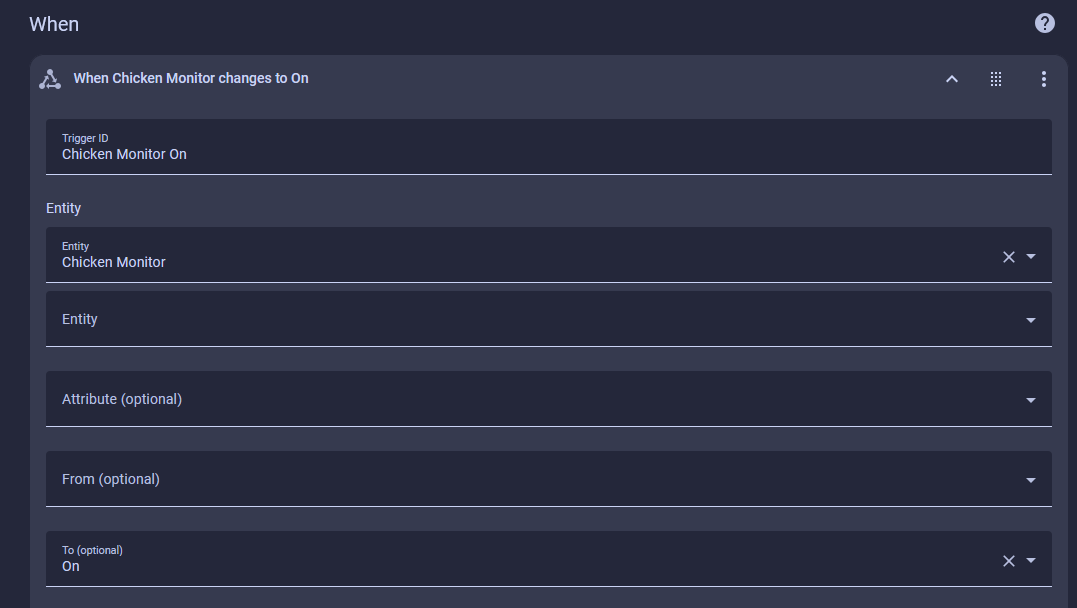 When
When Chicken Monitor changes to On
Trigger ID
Chicken Monitor On
Entity
Entity
Chicken Monitor
Entity
Attribute (optional)
From (optional)
To (optional)
On